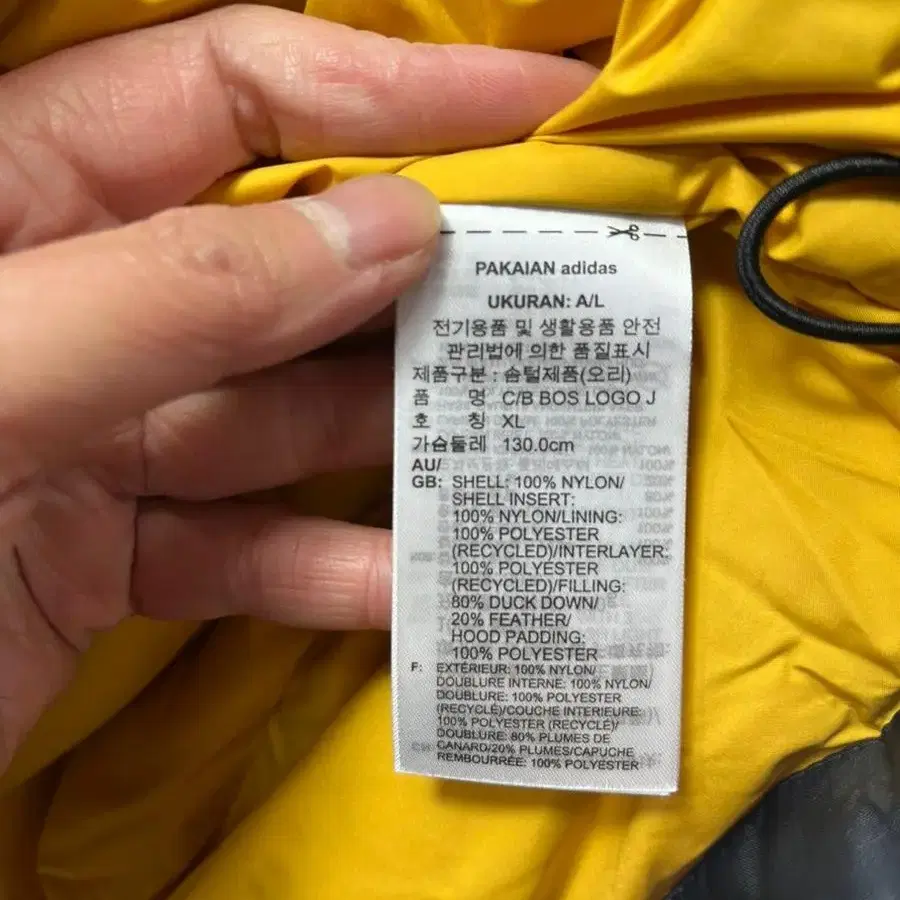 PAKAIAN adidas
UKURAN: A/L
전기용품 및 생활용품 안전
관리법에 의한 품질표시
제품구분 : 솜털제품(오리)
품 명 C/B BOS LOGO J
호 칭 XL
가슴둘레 130.0cm
AU/
GB: SHELL: 100% NYLON/
SHELL INSERT:
100% NYLON/LINING:
100% POLYESTER
(RECYCLED)/INTERLAYER:
100% POLYESTER
(RECYCLED)/FILLING:
80% DUCK DOWN/
20% FEATHER/
HOOD PADDING:
100% POLYESTER
F: EXTÉRIEUR: 100% NYLON/
DOUBLURE INTERNE: 100% NYLON/
DOUBLURE: 100% POLYESTER
(RECYCLÉ)/COUCHE INTERIEURE:
100% POLYESTER (RECYCLÉ)/
DOUBLURE: 80% PLUMES DE
CANARD/20% PLUMES/CAPUCHE
REMBOURRÉE: 100% POLYESTER